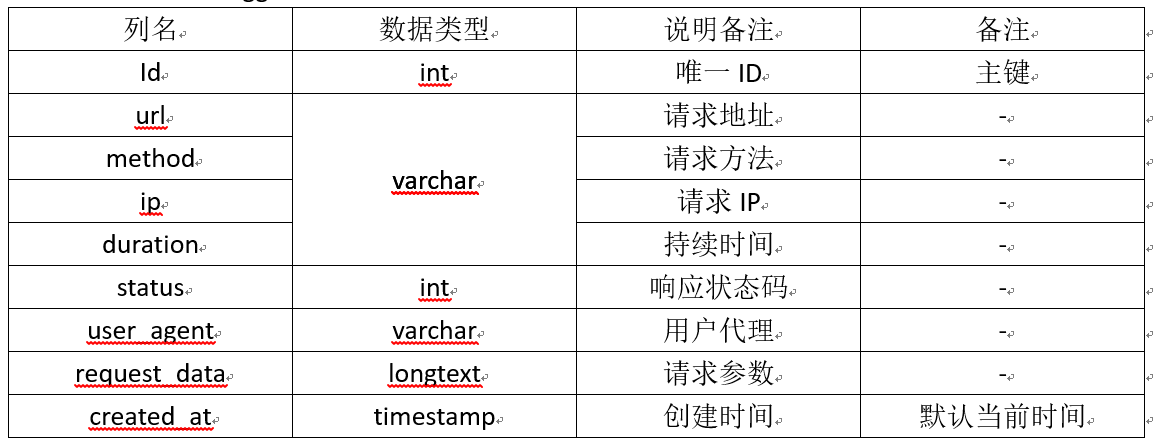 列名 数据类型 说明备注 备注
Id int 唯一 ID 主键
url varchar 请求地址 -
method 请求方法 -
ip 请求 IP -
duration 持续时间 -
status int 响应状态码 -
user_agent varchar 用户代理 -
request_data longtext 请求参数 -
created_at timestamp 创建时间 默认当前时间